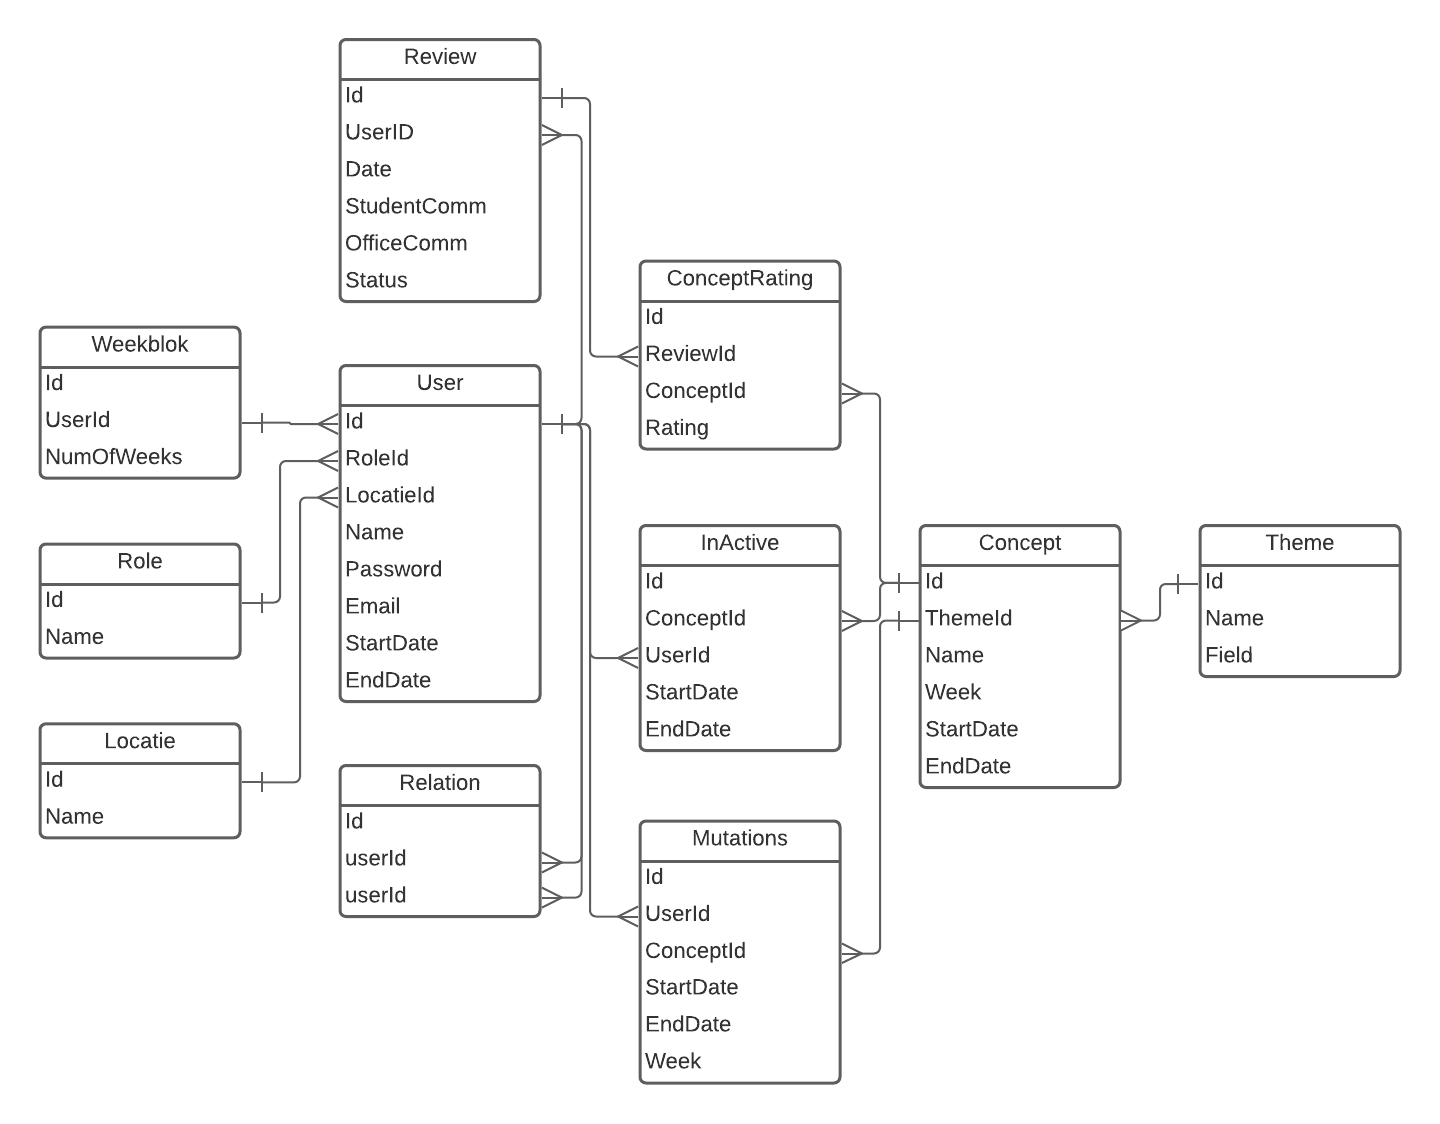 Review
Id
UserID
Date
StudentComm
OfficeComm
Status
Weekblok
Id
UserId
NumOfWeeks
User
Id
RoleId
LocatieId
Name
Password
Email
StartDate
EndDate
Role
Id
Name
Locatie
Id
Name
Relation
Id
userId
userId
ConceptRating
Id
ReviewId
ConceptId
Rating
InActive
Id
ConceptId
UserId
StartDate
EndDate
Mutations
Id
UserId
ConceptId
StartDate
EndDate
Week
Concept
Id
ThemeId
Name
Week
StartDate
EndDate
Theme
Id
Name
Field